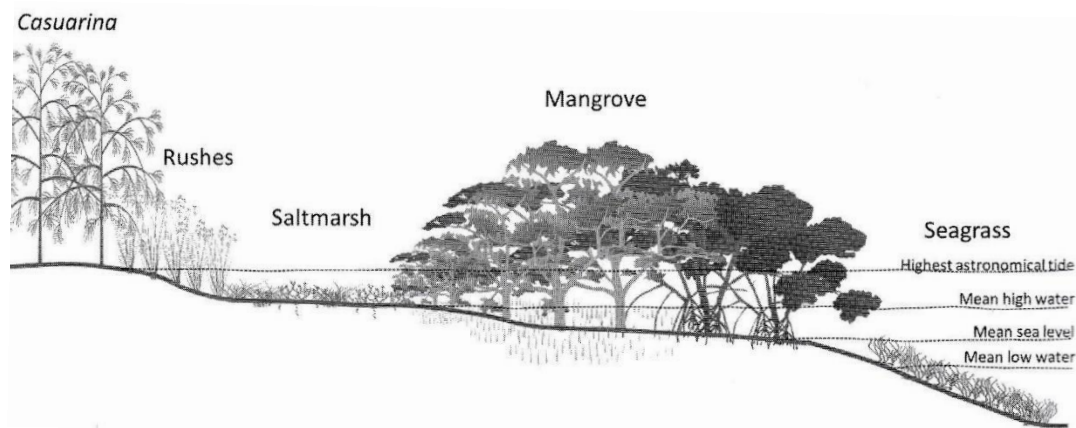 Casuarina
Mangrove
Rushes
Saltmarsh
Seagrass
Highest astronomical tide
Mean high water
Mean sea level
Mean low water